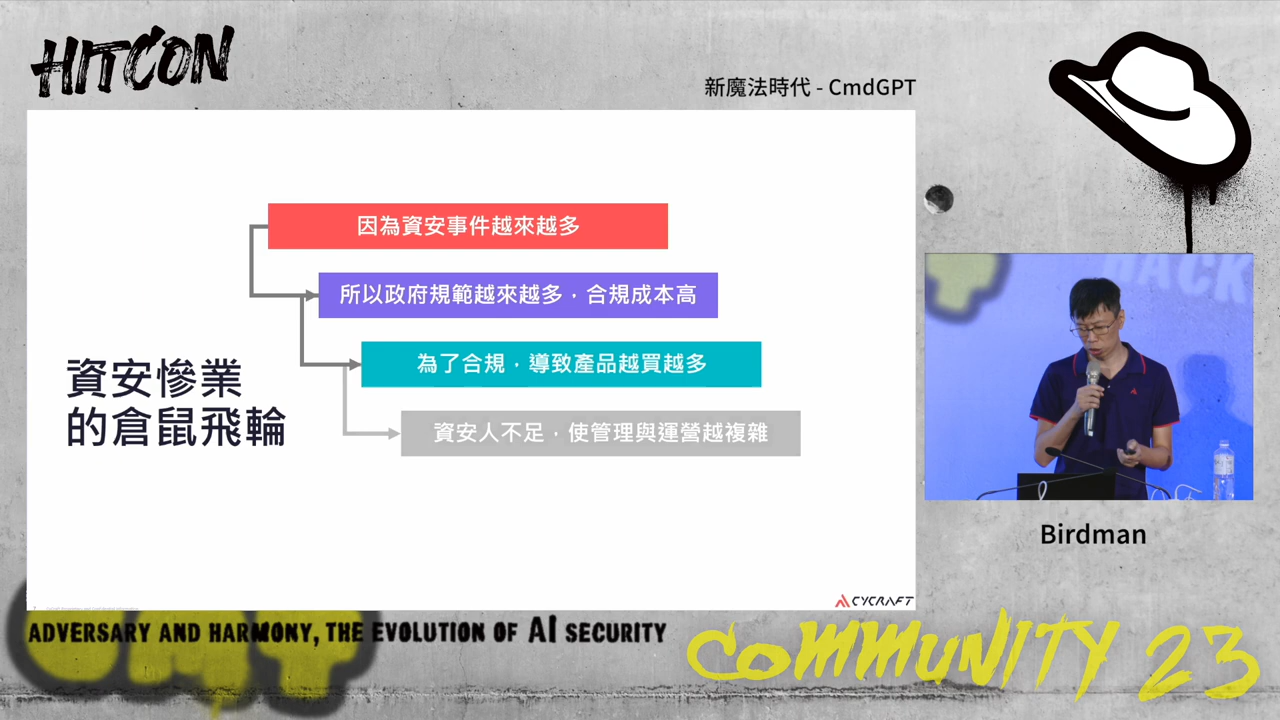 HITCON
新魔法時代 - CmdGPT
因為資安事件越來越多
所以政府規範越來越多，合規成本高
為了合規，導致產品越買越多
資安人不足，使管理與運營越複雜
資安慘業
的倉鼠飛輪
HACK
Birdman
CYCRAFT
ADVERSARY AND HARMONY, THE EVOLUTION OF AI SECURITY
COMMUNITY 23